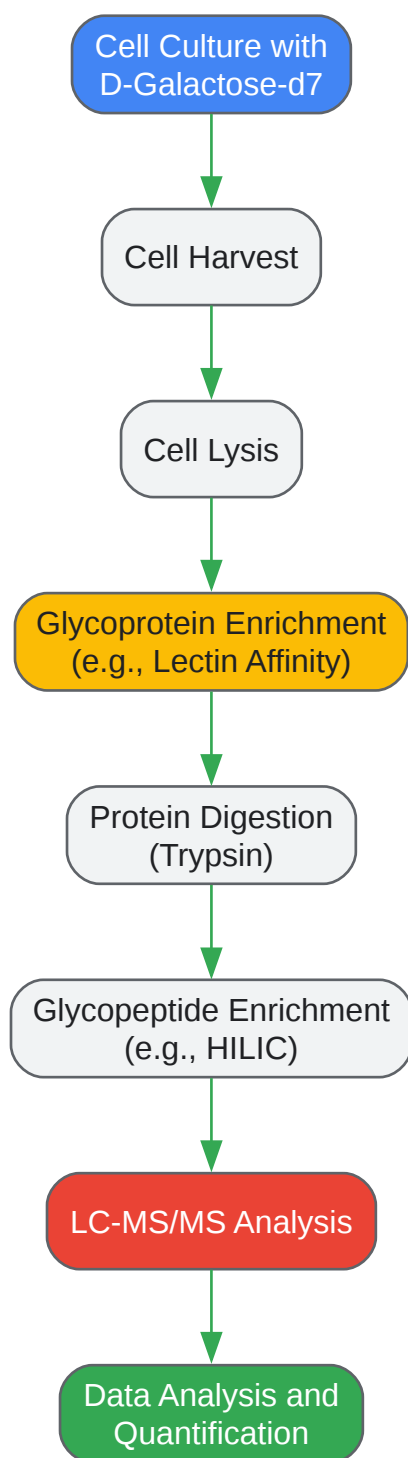 Cell Culture with
D-Galactose-d7
Cell Harvest
Cell Lysis
Glycoprotein Enrichment
(e.g., Lectin Affinity)
Protein Digestion
(Trypsin)
Glycopeptide Enrichment
(e.g., HILIC)
LC-MS/MS Analysis
Data Analysis and
Quantification